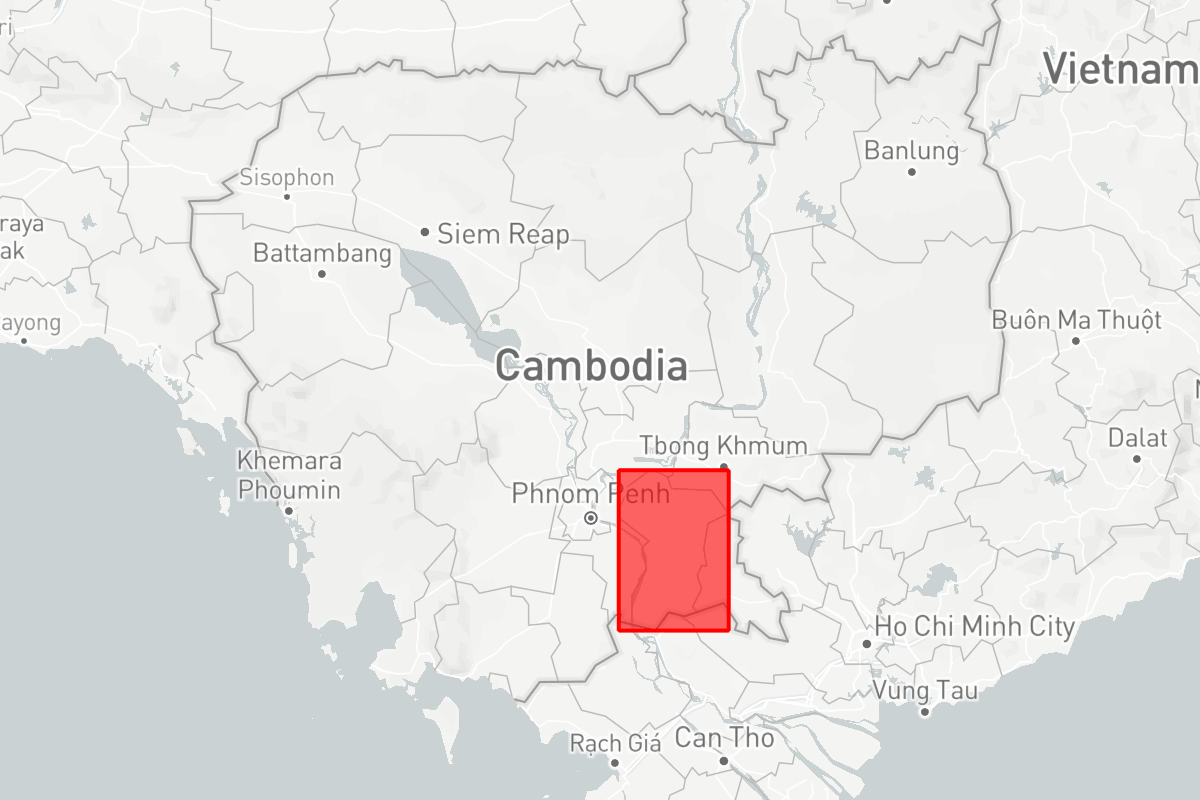 ri
Vietnam
Banlung
Sisophon
raya
ak
Siem Reap
Battambang
ayong
Buôn Ma Thuột
Cambodia
Tbong Khmum
Dalat
Khemara
Phoumin
Phnom Penh
Ho Chi Minh City
Vung Tau
Rạch Giá
Can Tho